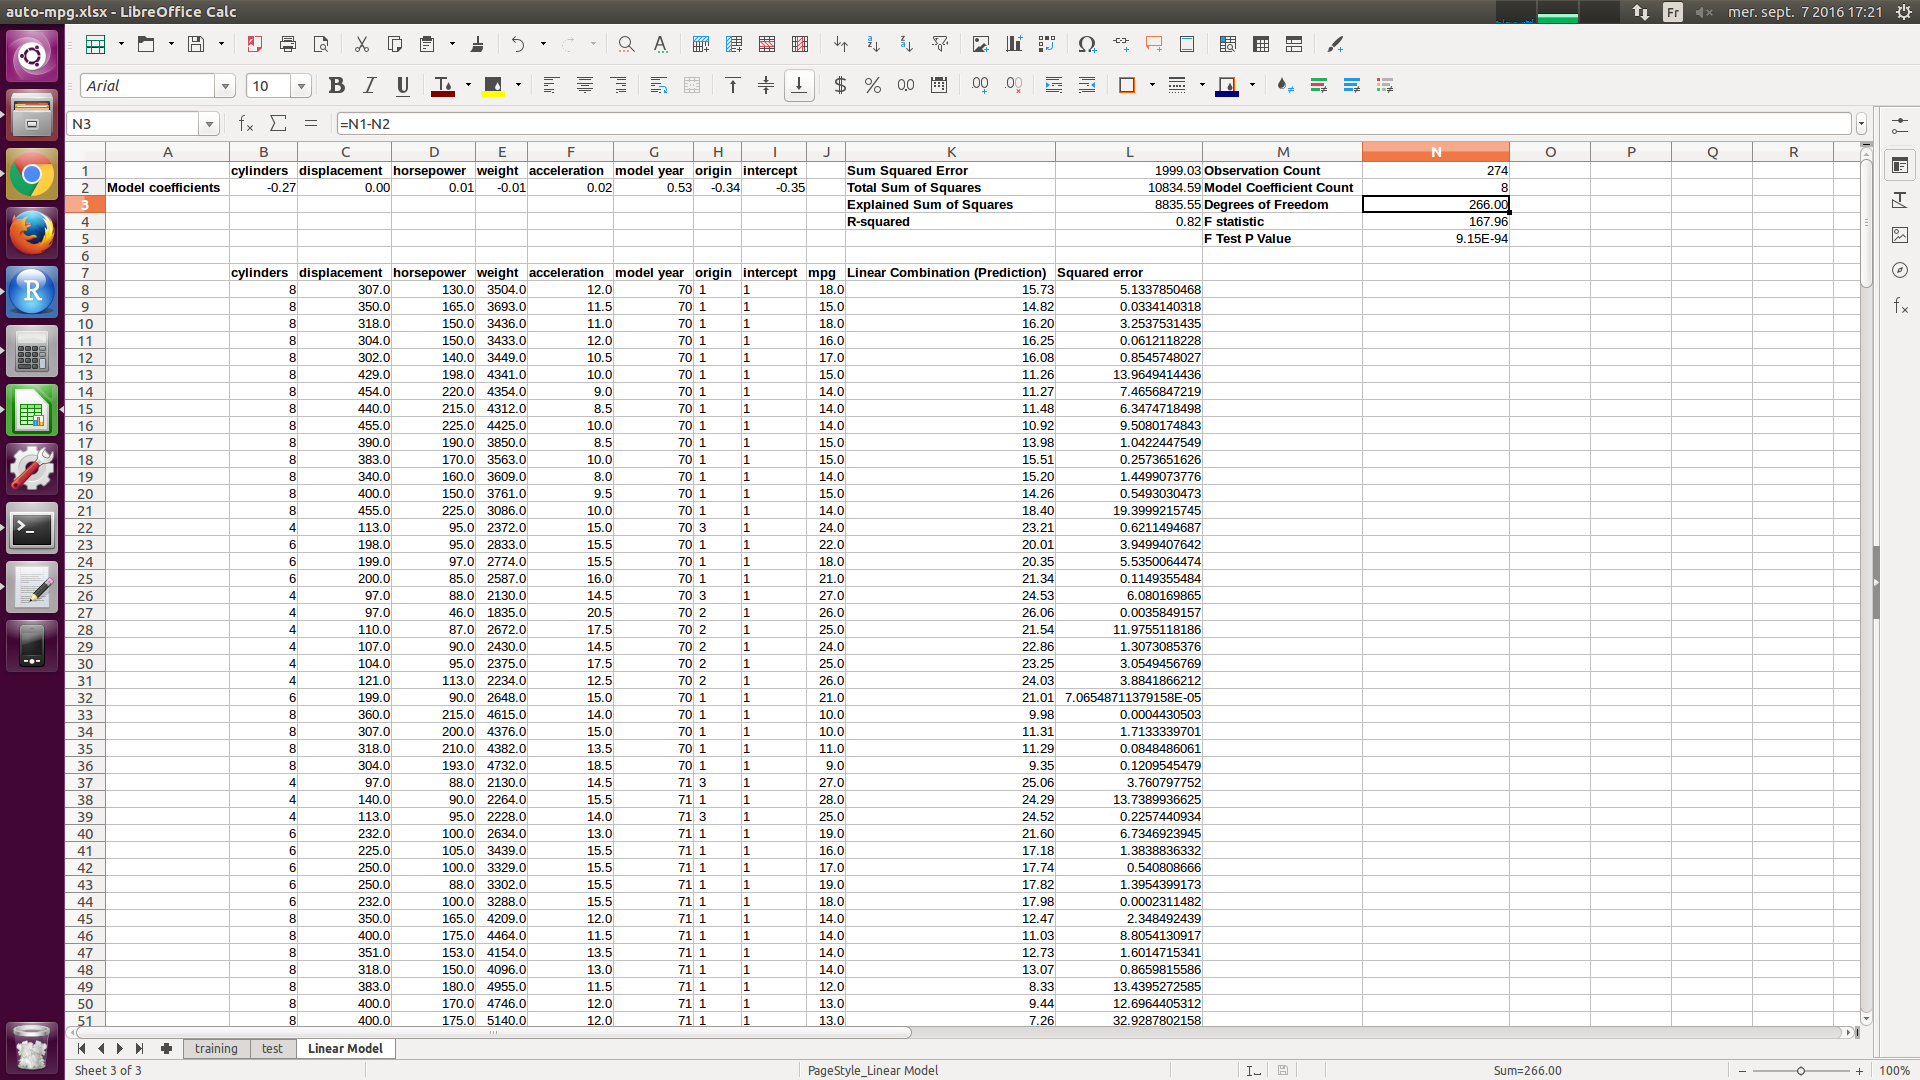 auto-mpg.xlsx - LibreOffice Calc Fr mer. sept. 7 2016 17:21
Arial 10
N3 =N1-N2
A B C D E F G H I J K L M N O P Q R
1 cylinders displacement horsepower weight acceleration model year origin intercept Sum Squared Error 1999.03 Observation Count 274
2 Model coefficients -0.27 0.00 0.01 -0.01 0.02 0.53 -0.34 -0.35 Total Sum of Squares 10834.59 Model Coefficient Count 8
3 Explained Sum of Squares 8835.55 Degrees of Freedom 266.00
4 R-squared 0.82 F statistic 167.96
5 F Test P Value 9.15E-94
6
7 cylinders displacement horsepower weight acceleration model year origin intercept mpg Linear Combination (Prediction) Squared error
8 8 307.0 130.0 3504.0 12.0 70 1 1 18.0 15.73 5.1337850468
9 8 350.0 165.0 3693.0 11.5 70 1 1 15.0 14.82 0.0334140318
10 8 318.0 150.0 3436.0 11.0 70 1 1 18.0 16.20 3.2537531435
11 8 304.0 150.0 3433.0 12.0 70 1 1 16.0 16.25 0.0612118228
12 8 302.0 140.0 3449.0 10.5 70 1 1 17.0 16.08 0.8545748027
13 8 429.0 198.0 4341.0 10.0 70 1 1 15.0 11.26 13.9649414436
14 8 454.0 220.0 4354.0 9.0 70 1 1 14.0 11.27 7.4656847219
15 8 440.0 215.0 4312.0 8.5 70 1 1 14.0 11.48 6.3474718498
16 8 455.0 225.0 4425.0 10.0 70 1 1 14.0 10.92 9.5080174843
17 8 390.0 190.0 3850.0 8.5 70 1 1 15.0 13.98 1.0422447549
18 8 383.0 170.0 3563.0 10.0 70 1 1 15.0 15.51 0.2573651626
19 8 340.0 160.0 3609.0 8.0 70 1 1 14.0 15.20 1.4499073776
20 8 400.0 150.0 3761.0 9.5 70 1 1 15.0 14.26 0.5493030473
21 8 455.0 225.0 3086.0 10.0 70 1 1 14.0 18.40 19.3999215745
22 4 113.0 95.0 2372.0 15.0 70 3 1 24.0 23.21 0.6211494687
23 6 198.0 95.0 2833.0 15.5 70 1 1 22.0 20.01 3.9499407642
24 6 199.0 97.0 2774.0 15.5 70 1 1 18.0 20.35 5.5350064474
25 6 200.0 85.0 2587.0 16.0 70 1 1 21.0 21.34 0.1149355484
26 4 97.0 88.0 2130.0 14.5 70 3 1 27.0 24.53 6.080169865
27 4 97.0 46.0 1835.0 20.5 70 2 1 26.0 26.06 0.0035849157
28 4 110.0 87.0 2672.0 17.5 70 2 1 25.0 21.54 11.9755118186
29 4 107.0 90.0 2430.0 14.5 70 2 1 24.0 22.86 1.3073085376
30 4 104.0 95.0 2375.0 17.5 70 2 1 25.0 23.25 3.0549456769
31 4 121.0 113.0 2234.0 12.5 70 2 1 26.0 24.03 3.8841866212
32 6 199.0 90.0 2648.0 15.0 70 1 1 21.0 21.01 7.06548711379158E-05
33 8 360.0 215.0 4615.0 14.0 70 1 1 10.0 9.98 0.0004430503
34 8 307.0 200.0 4376.0 15.0 70 1 1 10.0 11.31 1.7133339701
35 8 318.0 210.0 4382.0 13.5 70 1 1 11.0 11.29 0.0848486061
36 8 304.0 193.0 4732.0 18.5 70 1 1 9.0 9.35 0.1209545479
37 4 97.0 88.0 2130.0 14.5 71 3 1 27.0 25.06 3.760797752
38 4 140.0 90.0 2264.0 15.5 71 1 1 28.0 24.29 13.7389936625
39 4 113.0 95.0 2228.0 14.0 71 3 1 25.0 24.52 0.2257440934
40 6 232.0 100.0 2634.0 13.0 71 1 1 19.0 21.60 6.7346923945
41 6 225.0 105.0 3439.0 15.5 71 1 1 16.0 17.18 1.3838836332
42 6 250.0 100.0 3329.0 15.5 71 1 1 17.0 17.74 0.540808666
43 6 250.0 88.0 3302.0 15.5 71 1 1 19.0 17.82 1.3954399173
44 6 232.0 100.0 3288.0 15.5 71 1 1 18.0 17.98 0.0002311482
45 8 350.0 165.0 4209.0 12.0 71 1 1 14.0 12.47 2.348492439
46 8 400.0 175.0 4464.0 11.5 71 1 1 14.0 11.03 8.8054130917
47 8 351.0 153.0 4154.0 13.5 71 1 1 14.0 12.73 1.6014715341
48 8 318.0 150.0 4096.0 13.0 71 1 1 14.0 13.07 0.8659815586
49 8 383.0 180.0 4955.0 11.5 71 1 1 12.0 8.33 13.4395272585
50 8 400.0 170.0 4746.0 12.0 71 1 1 13.0 9.44 12.6964405312
51 8 400.0 175.0 5140.0 12.0 71 1 1 13.0 7.26 32.9287802158
training test Linear Model
Sheet 3 of 3 PageStyle_Linear Model Sum=266.00 100%